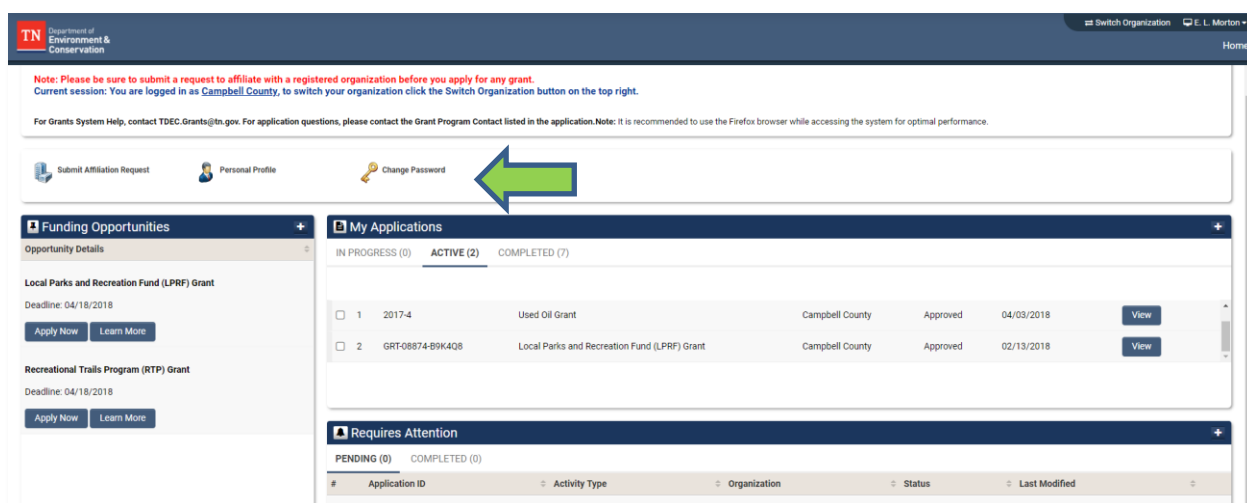 Switch Organization E. L. Morton
TN Department of
Environment &
Conservation
Home
Note: Please be sure to submit a request to affiliate with a registered organization before you apply for any grant.
Current session: You are logged in as Campbell County, to switch your organization click the Switch Organization button on the top right.
For Grants System Help, contact TDEC.Grants@tn.gov. For application questions, please contact the Grant Program Contact listed in the application.Note: It is recommended to use the Firefox browser while accessing the system for optimal performance.
Submit Affiliation Request Personal Profile Change Password
Funding Opportunities +
Opportunity Details
Local Parks and Recreation Fund (LPRF) Grant
Deadline: 04/18/2018
Apply Now Learn More
Recreational Trails Program (RTP) Grant
Deadline: 04/18/2018
Apply Now Learn More
My Applications +
IN PROGRESS (0) ACTIVE (2) COMPLETED (7)
1 2017-4 Used Oil Grant Campbell County Approved 04/03/2018 View
2 GRT-08874-B9K4Q8 Local Parks and Recreation Fund (LPRF) Grant Campbell County Approved 02/13/2018 View
Requires Attention +
PENDING (0) COMPLETED (0)
# Application ID Activity Type Organization Status Last Modified